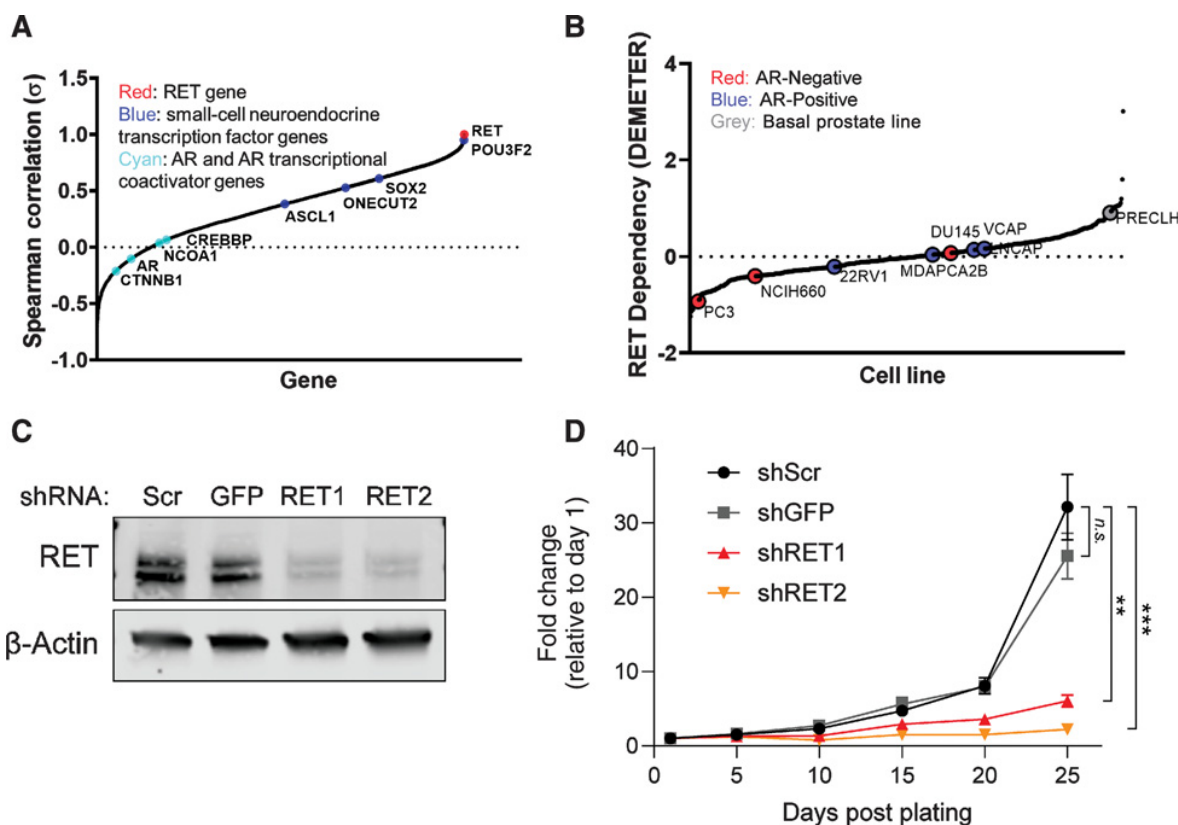 A
Spearman correlation (σ)
1.5
1.0
0.5
0.0
-0.5
-1.0
Red: RET gene
Blue: small-cell neuroendocrine
transcription factor genes
Cyan: AR and AR transcriptional
coactivator genes
RET
POU3F2
SOX2
ONECUT2
ASCL1
CREBBP
NCOA1
AR
CTNNB1
Gene
B
RET Dependency (DEMETER)
4
2
0
-2
Red: AR-Negative
Blue: AR-Positive
Grey: Basal prostate line
PRECLH
DU145 VCAP
LNCAP
MDAPCA2B
22RV1
NCIH660
PC3
Cell line
C
shRNA: Scr GFP RET1 RET2
RET
β-Actin
D
Fold change
(relative to day 1)
40
30
20
10
0
shScr
shGFP
shRET1
shRET2
n.s.
**
***
0 5 10 15 20 25
Days post plating